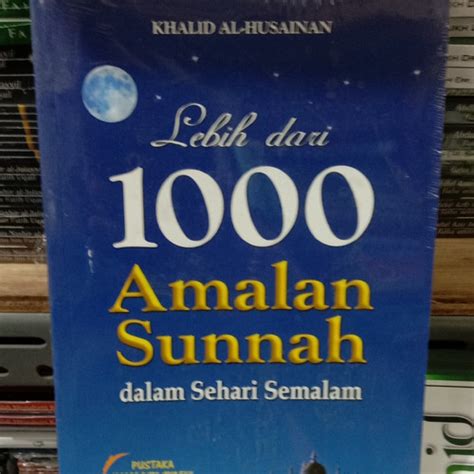 KHALID AL-HUSAINAN
Lebih dari
1000
Amalan
Sunnah
dalam Sehari Semalam
PUSTAKA